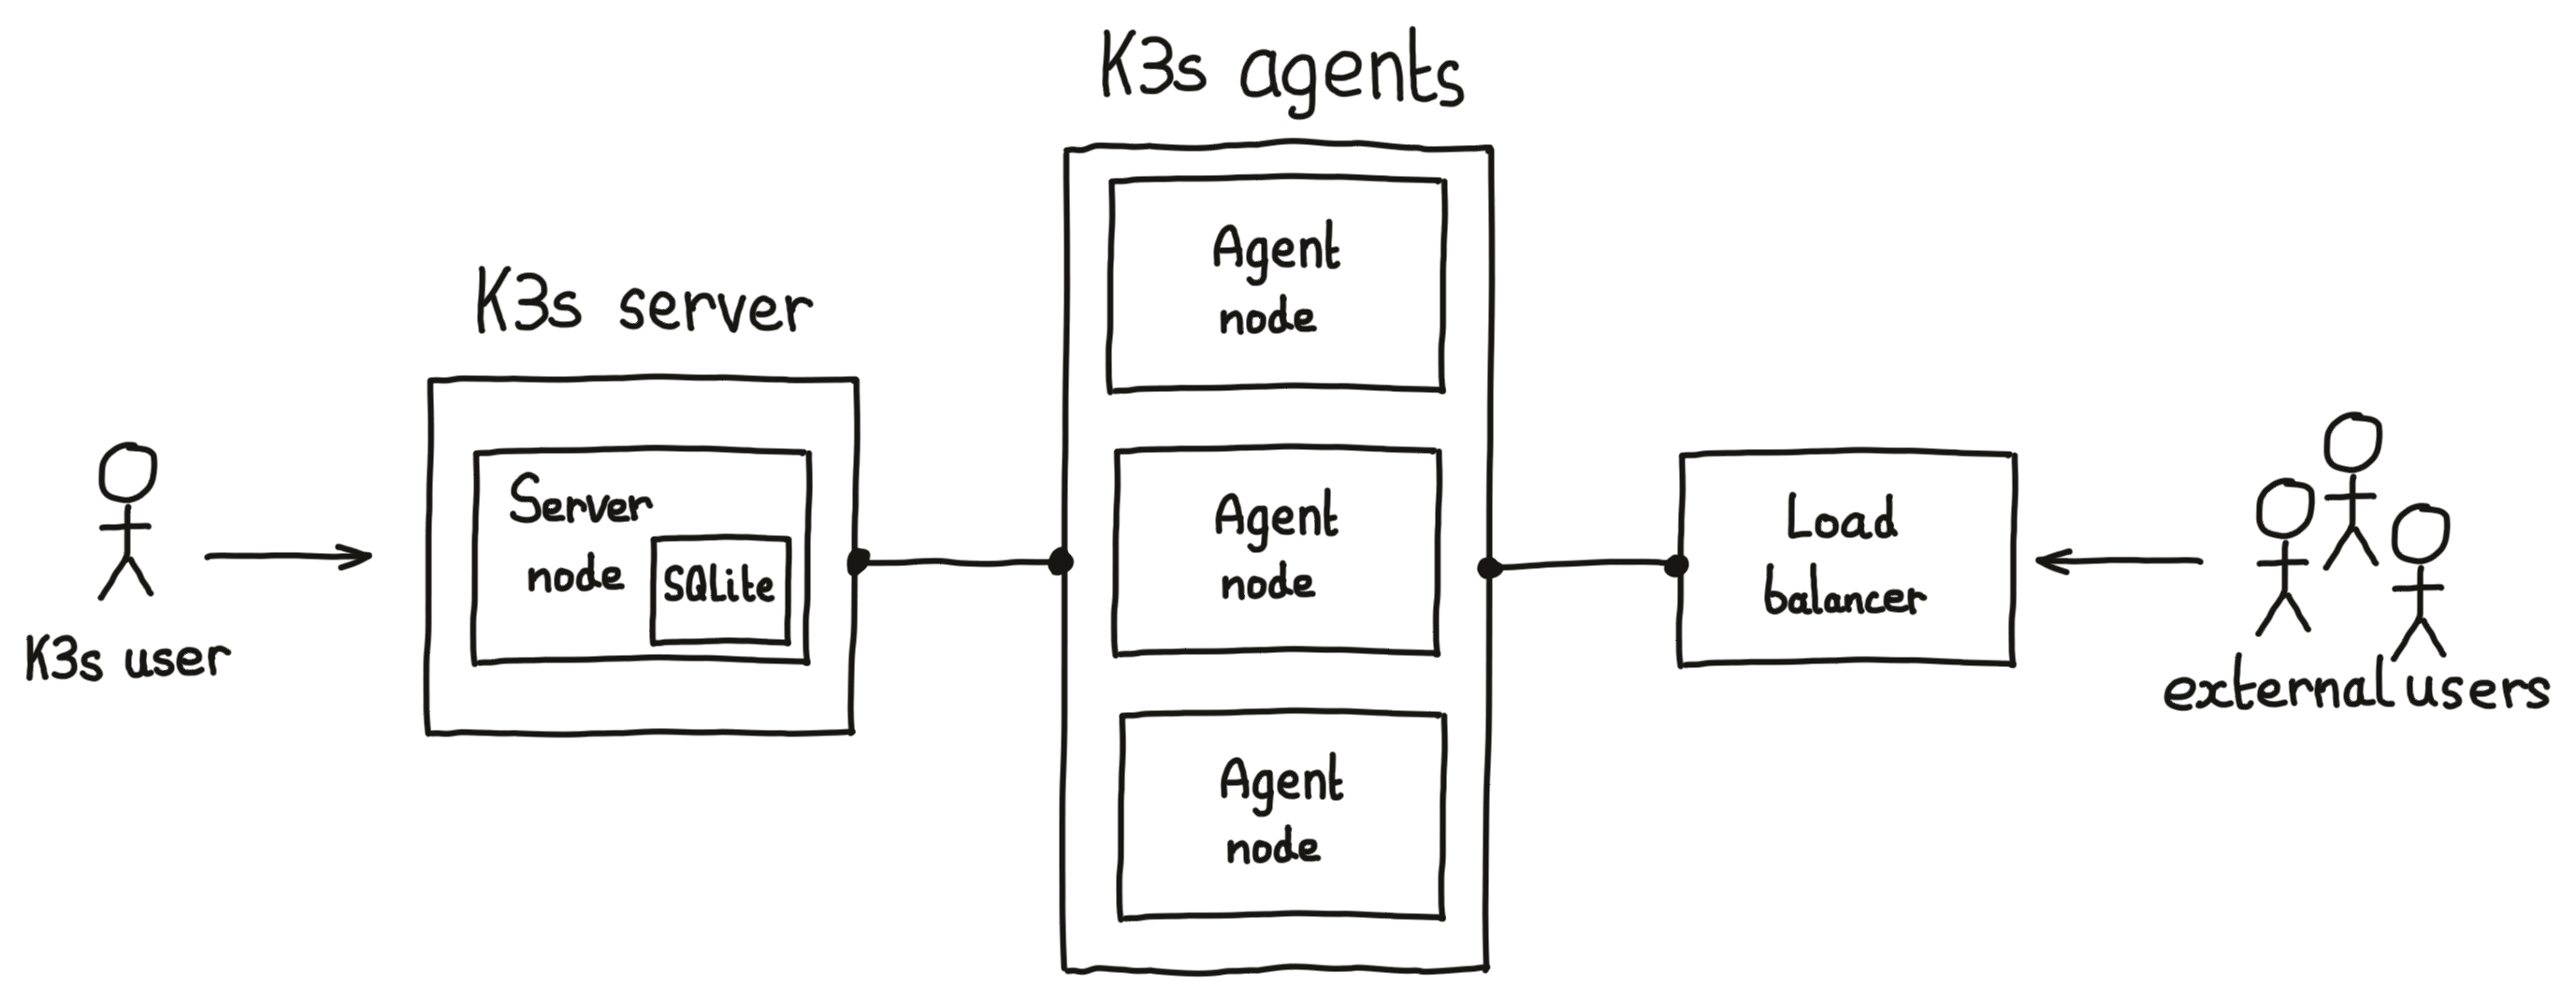 K3s agents
K3s server
Agent
node
Server
node
SQLite
Agent
node
Agent
node
Load
balancer
K3s user
external users